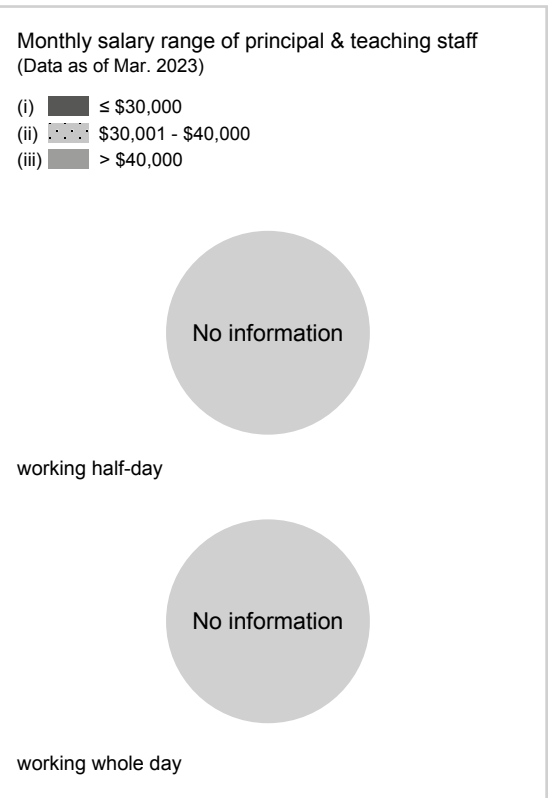 Monthly salary range of principal & teaching staff
(Data as of Mar. 2023)
(i) ≤ $30,000
(ii) $30,001 - $40,000
(iii) > $40,000
No information
working half-day
No information
working whole day